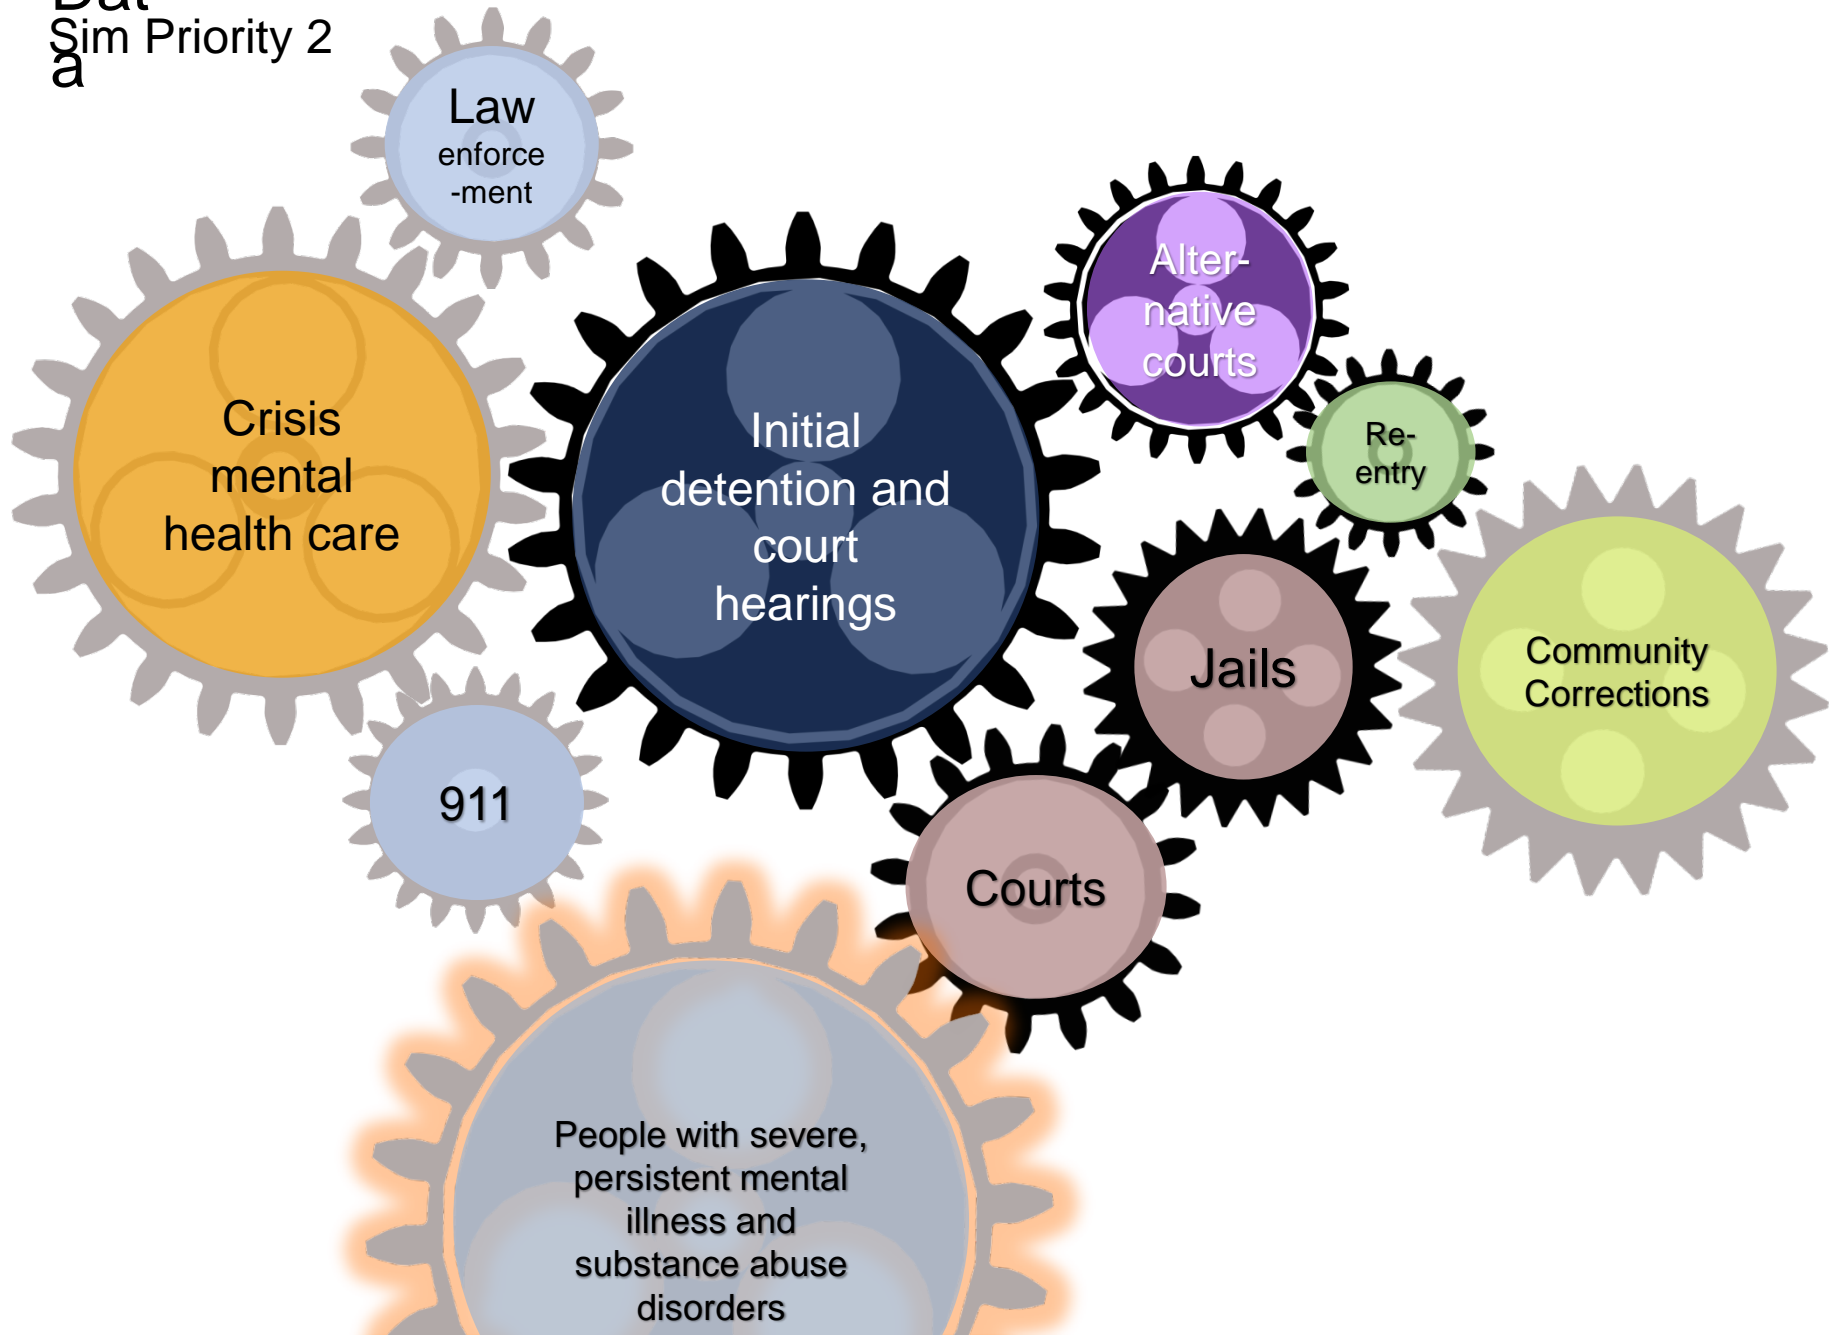 Dat
a
Sim Priority 2
Law
enforce
-ment
Crisis
mental
health care
Initial
detention and
court
hearings
Alter-
native
courts
Re-
entry
Jails
Community
Corrections
911
Courts
People with severe,
persistent mental
illness and
substance abuse
disorders